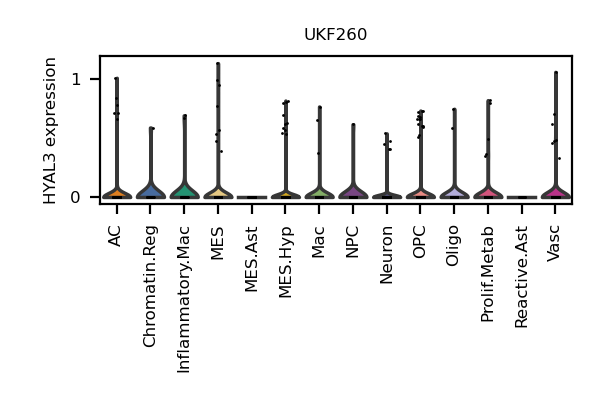 UKF260
HYAL3 expression
1
0
AC
Chromatin.Reg
Inflammatory.Mac
MES
MES.Ast
MES.Hyp
Mac
NPC
Neuron
OPC
Oligo
Prolif.Metab
Reactive.Ast
Vasc